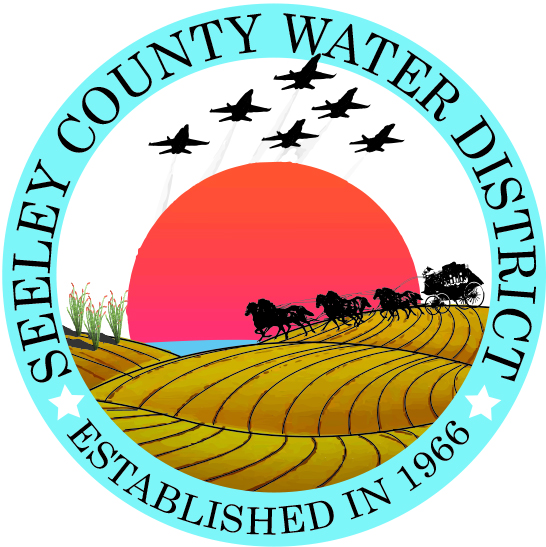 SEELEY COUNTY WATER DISTRICT
ESTABLISHED IN 1966